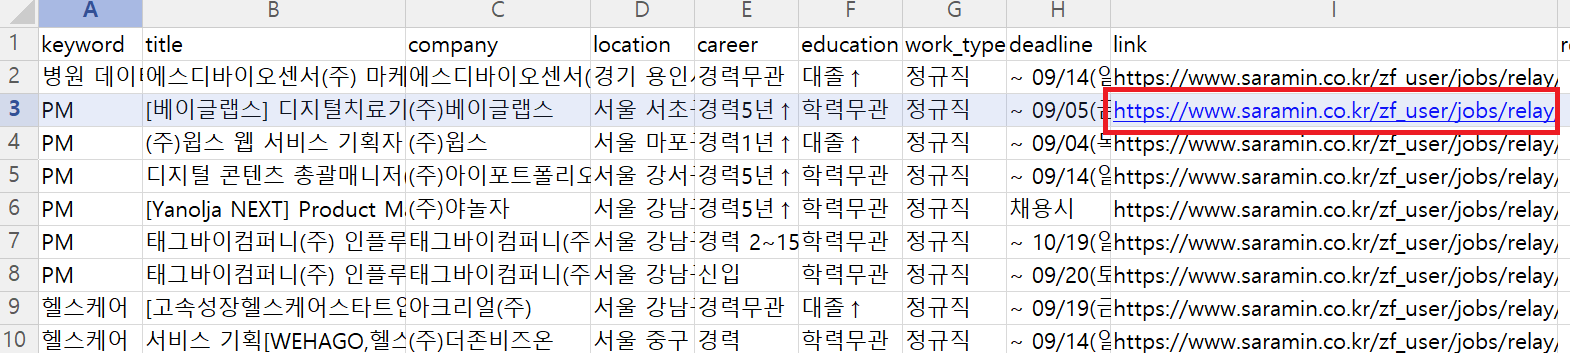 A B C D E F G H I
1 keyword title company location career education work_type deadline link
2 병원 데이 에스디바이오센서(주) 마케 에스디바이오센서( 경기 용인시 경력무관 대졸↑ 정규직 ~ 09/14(일 https://www.saramin.co.kr/zf_user/jobs/relay/
3 PM [베이글랩스] 디지털치료기 (주)베이글랩스 서울 서초구 경력5년↑ 학력무관 정규직 ~ 09/05(금 https://www.saramin.co.kr/zf_user/jobs/relay/
4 PM (주)윕스 웹 서비스 기획자 (주)윕스 서울 마포구 경력1년↑ 대졸↑ 정규직 ~ 09/04(목 https://www.saramin.co.kr/zf_user/jobs/relay/
5 PM 디지털 콘텐츠 총괄매니저( (주)아이포트폴리오 서울 강서구 경력5년↑ 학력무관 정규직 ~ 09/14(일 https://www.saramin.co.kr/zf_user/jobs/relay/
6 PM [Yanolja NEXT] Product Ma (주)야놀자 서울 강남구 경력5년↑ 학력무관 정규직 채용시 https://www.saramin.co.kr/zf_user/jobs/relay/
7 PM 태그바이컴퍼니(주) 인플루 태그바이컴퍼니(주 서울 강남구 경력 2~15 학력무관 정규직 ~ 10/19(일 https://www.saramin.co.kr/zf_user/jobs/relay/
8 PM 태그바이컴퍼니(주) 인플루 태그바이컴퍼니(주 서울 강남구 신입 학력무관 정규직 ~ 09/20(토 https://www.saramin.co.kr/zf_user/jobs/relay/
9 헬스케어 [고속성장헬스케어스타트업 아크리얼(주) 서울 강남구 경력무관 대졸↑ 정규직 ~ 09/19(금 https://www.saramin.co.kr/zf_user/jobs/relay/
10 헬스케어 서비스 기획[WEHAGO,헬스 (주)더존비즈온 서울 중구 경력 학력무관 정규직 ~ 09/14(일 https://www.saramin.co.kr/zf_user/jobs/relay/